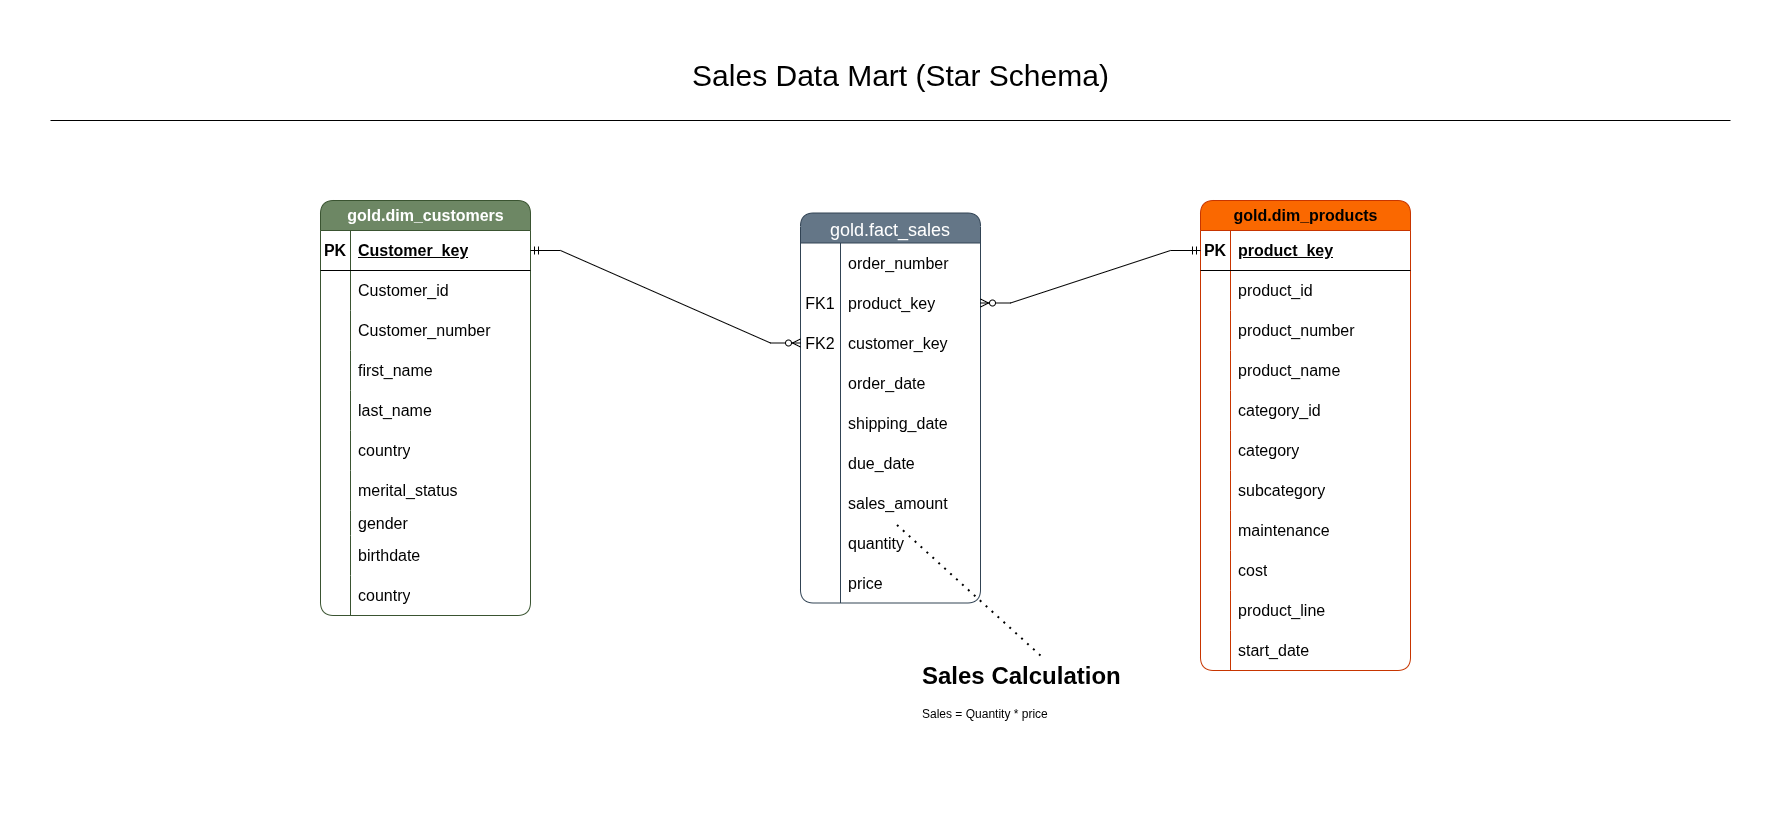 Sales Data Mart (Star Schema)
gold.dim_customers
PK Customer_key
Customer_id
Customer_number
first_name
last_name
country
merital_status
gender
birthdate
country
gold.fact_sales
order_number
FK1 product_key
FK2 customer_key
order_date
shipping_date
due_date
sales_amount
quantity
price
gold.dim_products
PK product_key
product_id
product_number
product_name
category_id
category
subcategory
maintenance
cost
product_line
start_date
Sales Calculation
Sales = Quantity * price